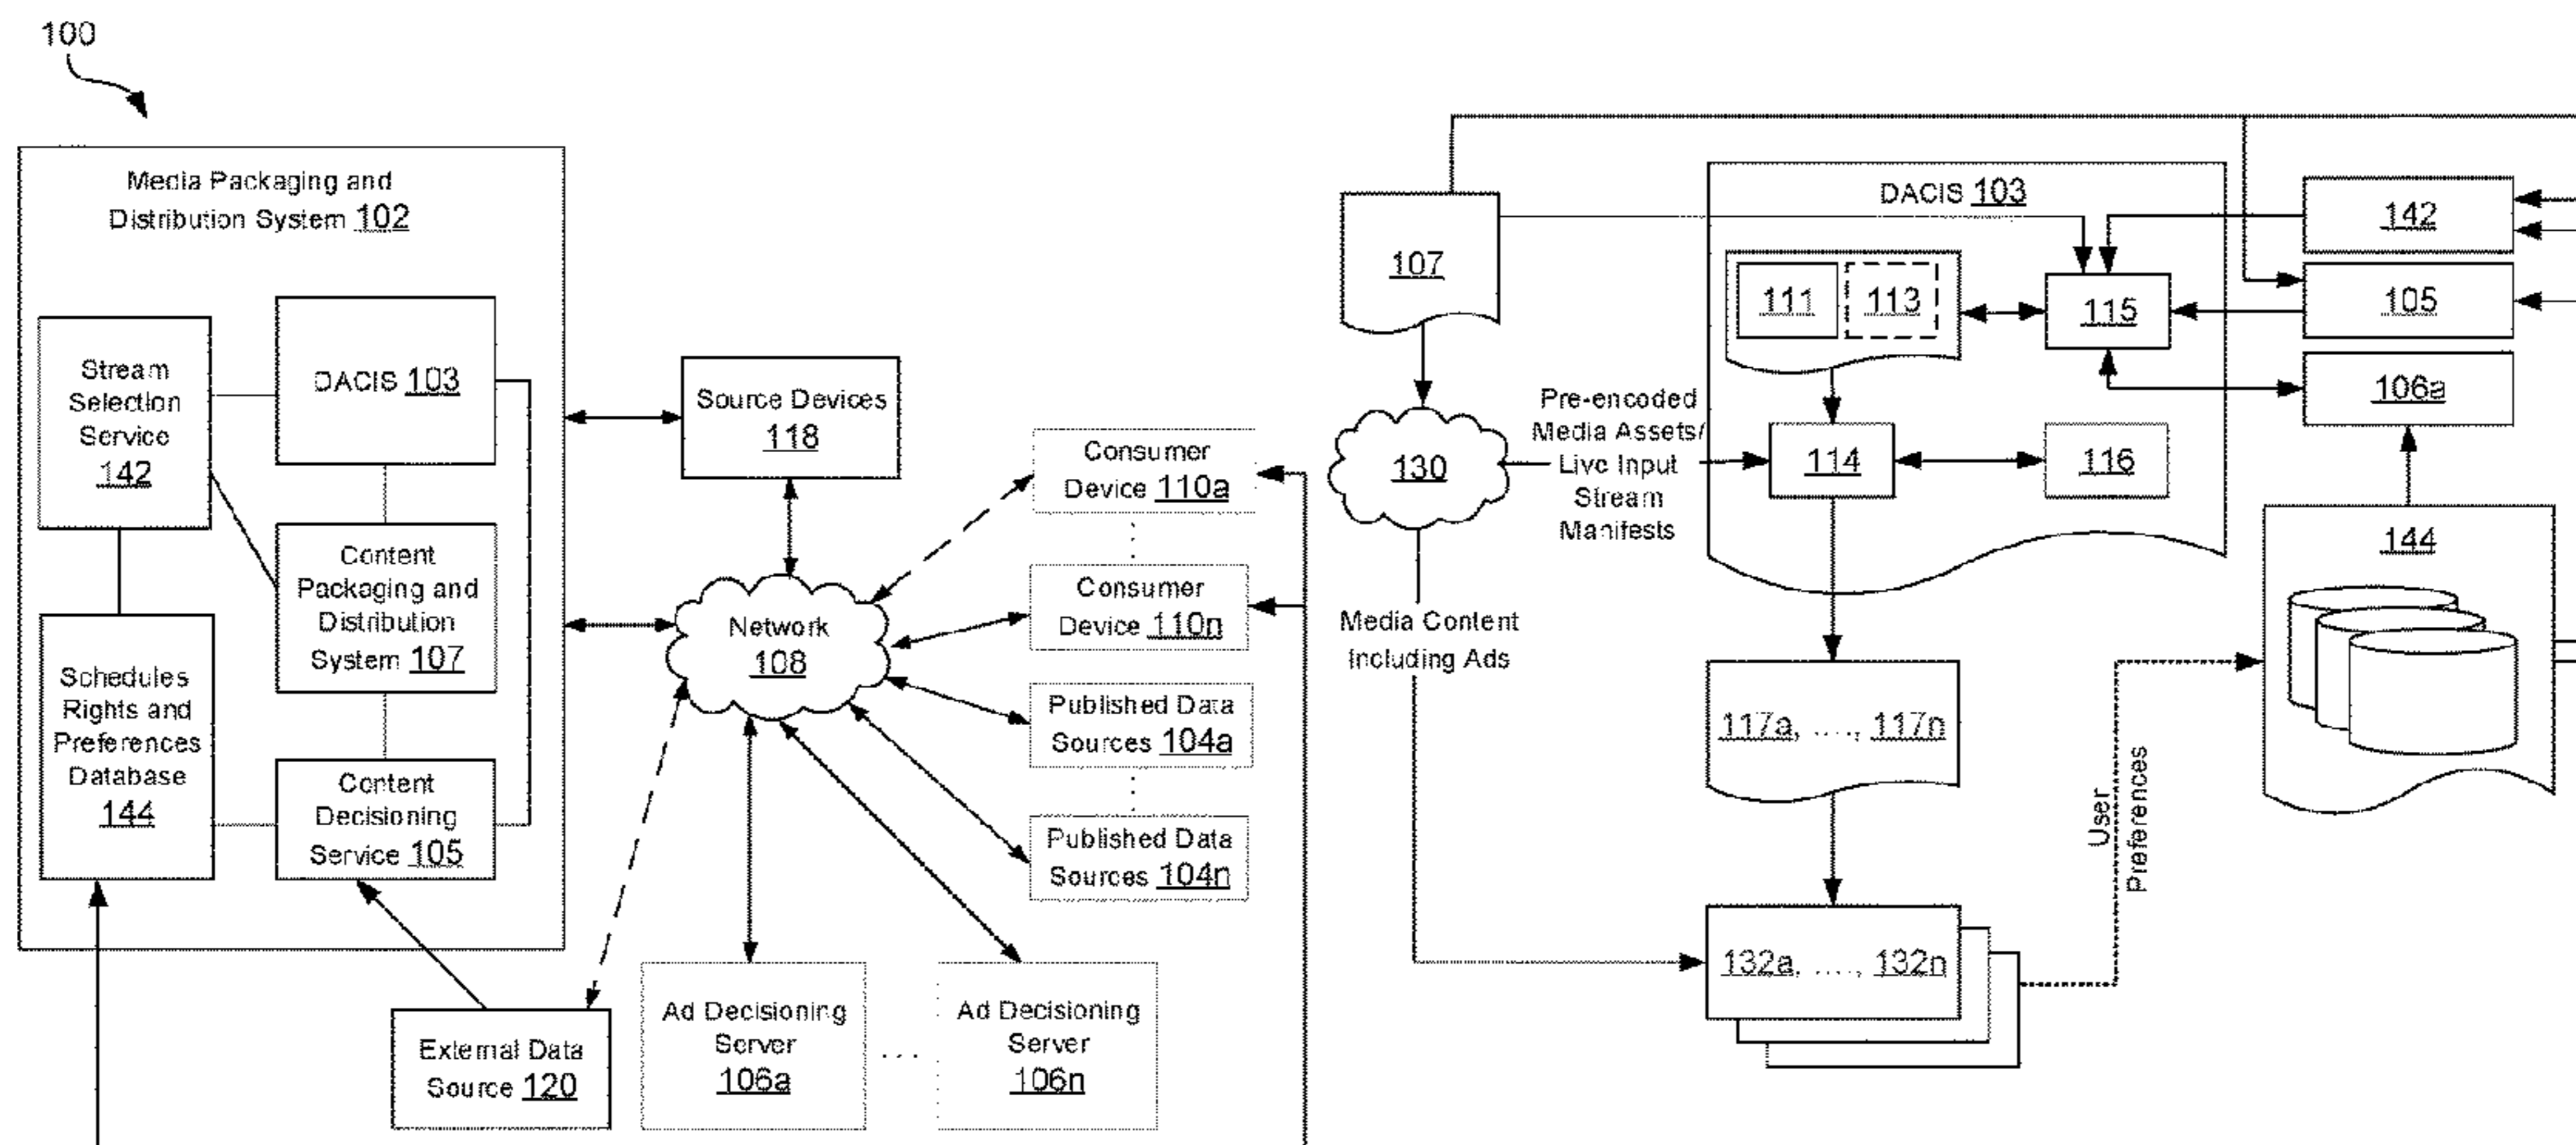 100
Media Packaging and
Distribution System 102
Stream
Selection
Service
142
DACIS 103
Content
Packaging and
Distribution
System 107
Schedules
Rights and
Preferences
Database
144
Content
Decisioning
Service 105
Source Devices
118
Network
108
Consumer
Device 110a
Consumer
Device 110n
Published Data
Sources 104a
Published Data
Sources 104n
External Data
Source 120
Ad Decisioning
Server
106a
....
Ad Decisioning
Server
106n
107
130
Pre-encoded
Media Assets/
Live Input
Stream
Manifests
Media Content
Including Ads
DACIS 103
111
113
115
114
116
117a, ...., 117n
132a, ...., 132n
142
105
106a
144
User
Preferences